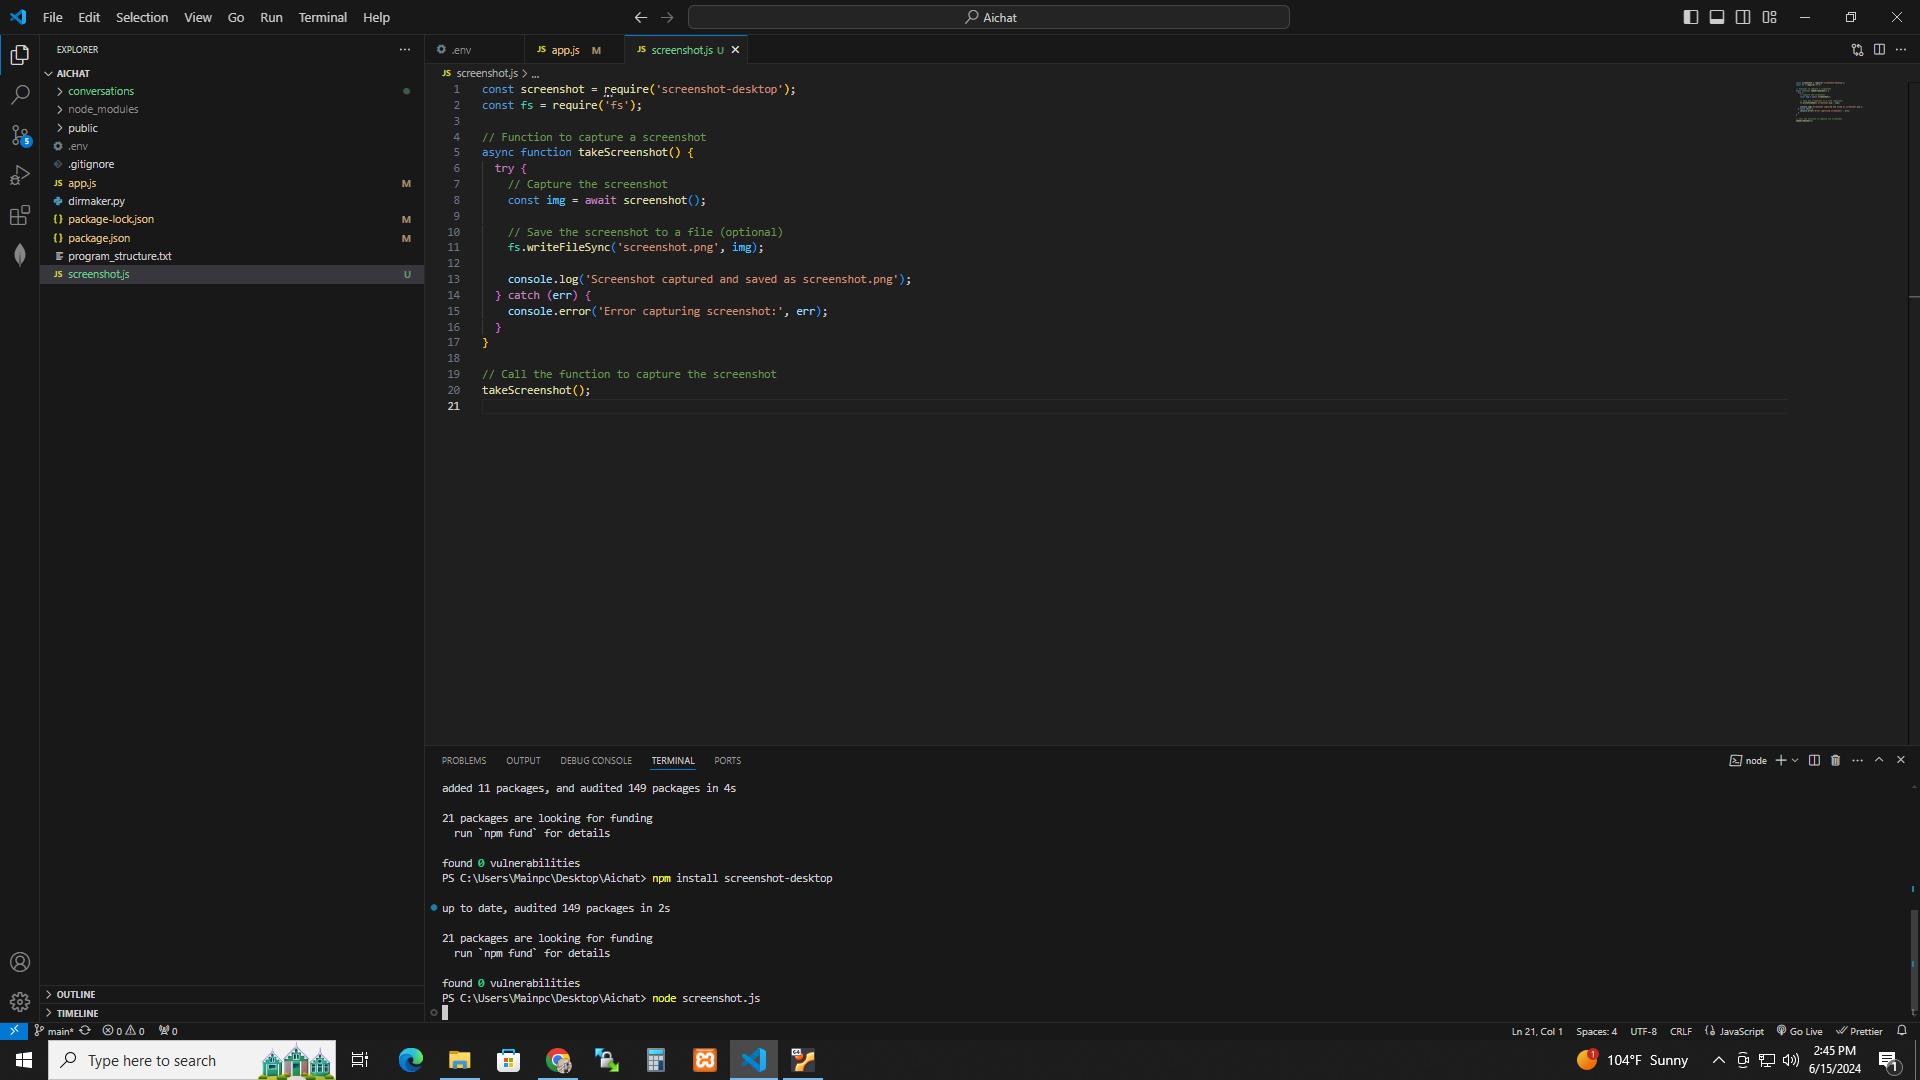 File Edit Selection View Go Run Terminal Help
Aichat
EXPLORER
AICHAT
conversations
node_modules
public
.env
.gitignore
JS app.js M
dirmaker.py
{} package-lock.json M
{} package.json M
program_structure.txt
JS screenshot.js U
OUTLINE
TIMELINE
5
.env
JS app.js M
JS screenshot.js U
JS screenshot.js > ...
1 const screenshot = require('screenshot-desktop');
2 const fs = require('fs');
3
4 // Function to capture a screenshot
5 async function takeScreenshot() {
6 try {
7 // Capture the screenshot
8 const img = await screenshot();
9
10 // Save the screenshot to a file (optional)
11 fs.writeFileSync('screenshot.png', img);
12
13 console.log('Screenshot captured and saved as screenshot.png');
14 } catch (err) {
15 console.error('Error capturing screenshot:', err);
16 }
17 }
18
19 // Call the function to capture the screenshot
20 takeScreenshot();
21
PROBLEMS OUTPUT DEBUG CONSOLE TERMINAL PORTS
node
added 11 packages, and audited 149 packages in 4s
21 packages are looking for funding
run `npm fund` for details
found 0 vulnerabilities
PS C:\Users\Mainpc\Desktop\Aichat> npm install screenshot-desktop
up to date, audited 149 packages in 2s
21 packages are looking for funding
run `npm fund` for details
found 0 vulnerabilities
PS C:\Users\Mainpc\Desktop\Aichat> node screenshot.js
main* 0 0 0
Ln 21, Col 1 Spaces: 4 UTF-8 CRLF {} JavaScript Go Live Prettier
Type here to search
1
104°F Sunny
2:45 PM
6/15/2024
1